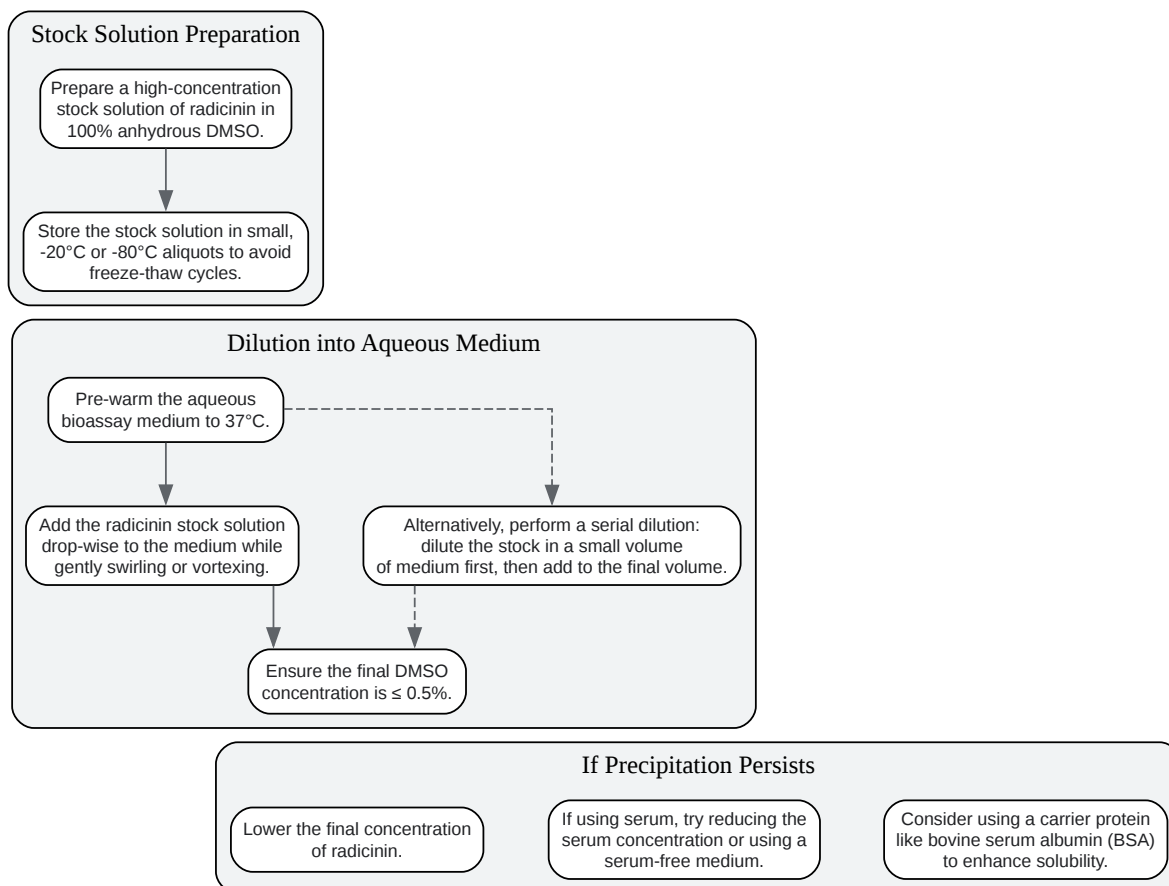 Stock Solution Preparation
Prepare a high-concentration
stock solution of radicinin in
100% anhydrous DMSO.
Store the stock solution in small,
-20°C or -80°C aliquots to avoid
freeze-thaw cycles.
Dilution into Aqueous Medium
Pre-warm the aqueous
bioassay medium to 37°C.
Add the radicinin stock solution
drop-wise to the medium while
gently swirling or vortexing.
Alternatively, perform a serial dilution:
dilute the stock in a small volume
of medium first, then add to the final volume.
Ensure the final DMSO
concentration is ≤ 0.5%.
If Precipitation Persists
Lower the final concentration
of radicinin.
If using serum, try reducing the
serum concentration or using a
serum-free medium.
Consider using a carrier protein
like bovine serum albumin (BSA)
to enhance solubility.